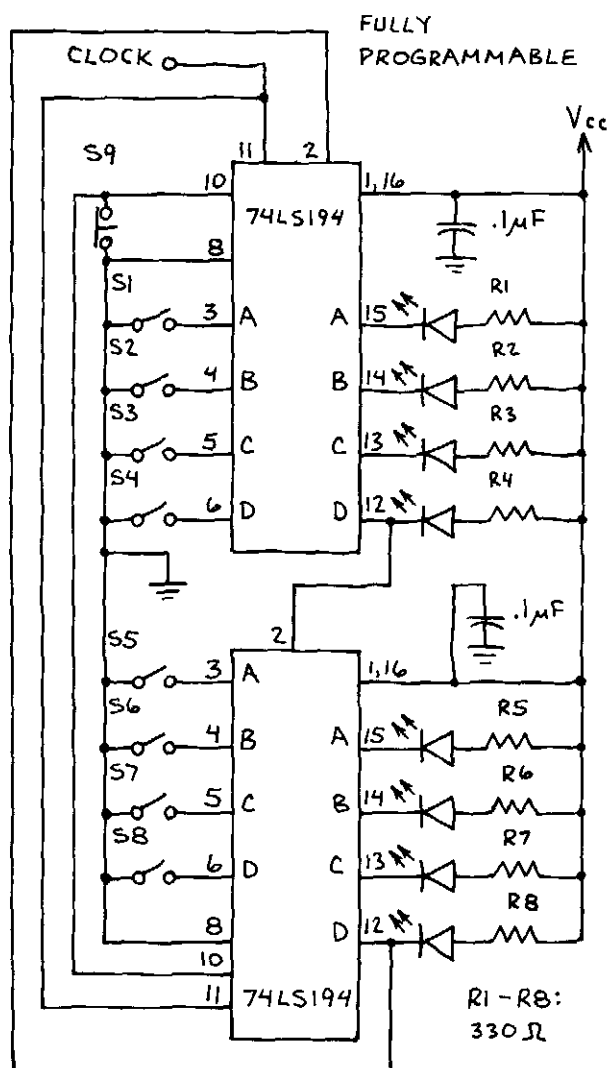 FULLY
PROGRAMMABLE
CLOCK
Vcc
S9
11 2
10 1,16
74LS194
.1µF
8
S1
R1
3 A A 15
S2
R2
4 B B 14
S3
R3
5 C C 13
S4
R4
6 D D 12
2
.1µF
S5
3 A 1,16
S6
R5
4 B A 15
S7
R6
5 C B 14
S8
R7
6 D C 13
R8
8 D 12
10
11 74LS194
R1-R8:
330 Ω